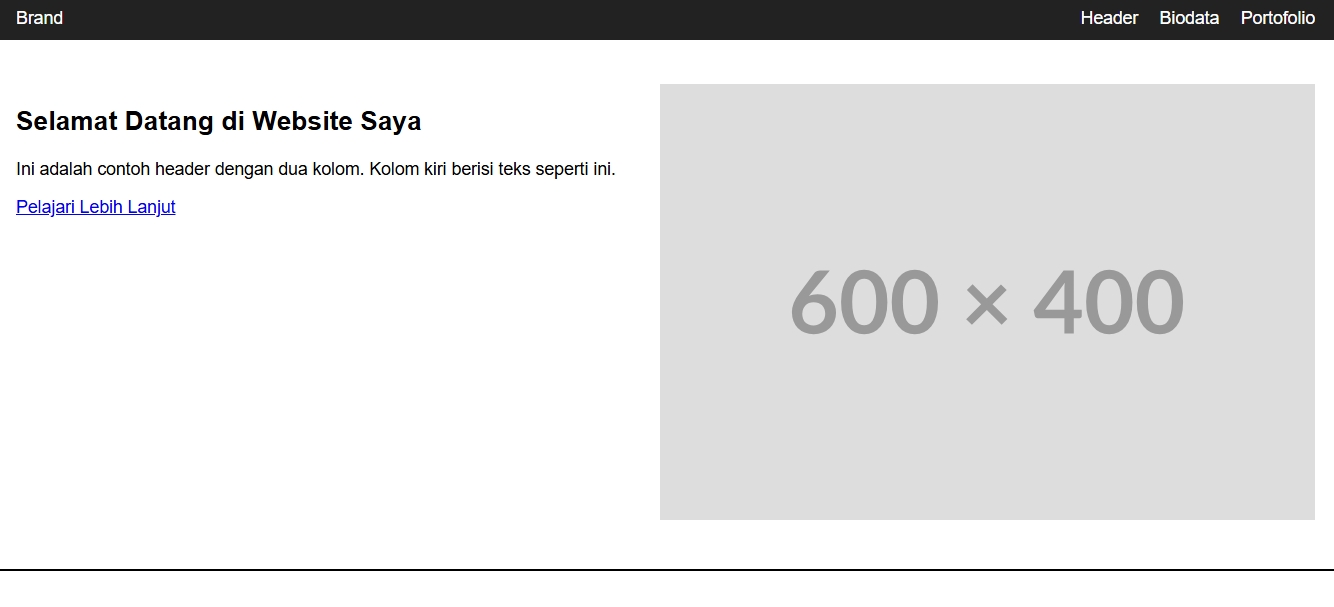 Brand
Header Biodata Portofolio
Selamat Datang di Website Saya
Ini adalah contoh header dengan dua kolom. Kolom kiri berisi teks seperti ini.
Pelajari Lebih Lanjut
600 × 400